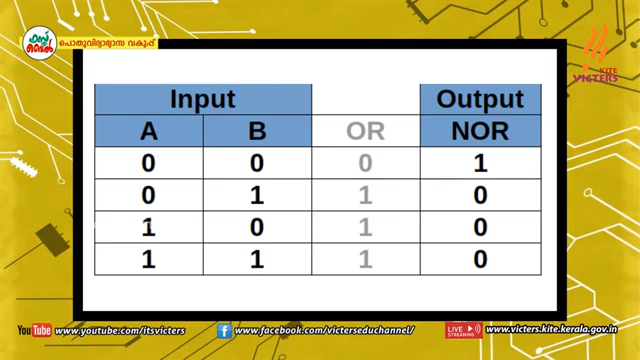 ഫസ്റ്റ് ബെൽ
പൊതുവിദ്യാഭ്യാസ വകുപ്പ്
KITE
VICTERS
Input Output
A B OR NOR
0 0 0 1
0 1 1 0
1 0 1 0
1 1 1 0
YouTube www.youtube.com/itsvicters f www.facebook.com/victerseduchannel/ LIVE STREAMING www.victers.kite.kerala.gov.in